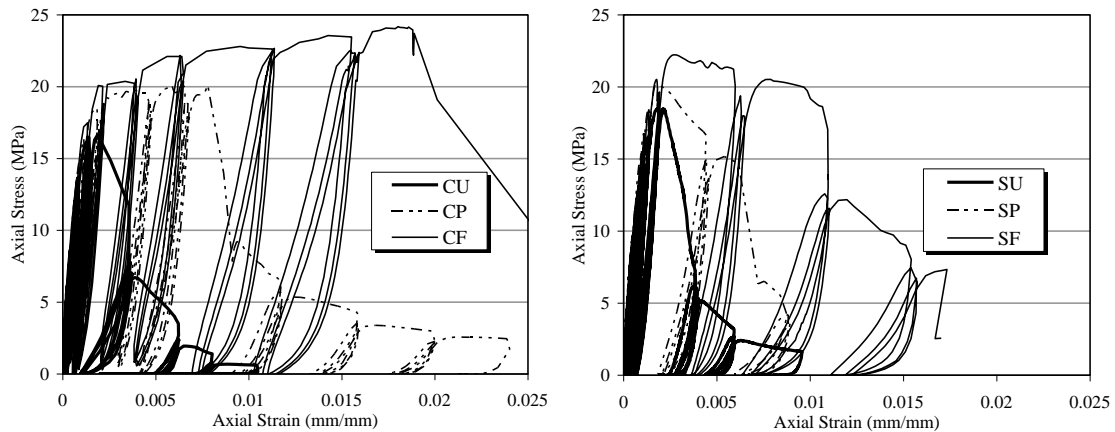 25
20
15
10
5
0
Axial Stress (MPa)
CU
CP
CF
0 0.005 0.01 0.015 0.02 0.025
Axial Strain (mm/mm)
25
20
15
10
5
0
Axial Stress (MPa)
SU
SP
SF
0 0.005 0.01 0.015 0.02 0.025
Axial Strain (mm/mm)